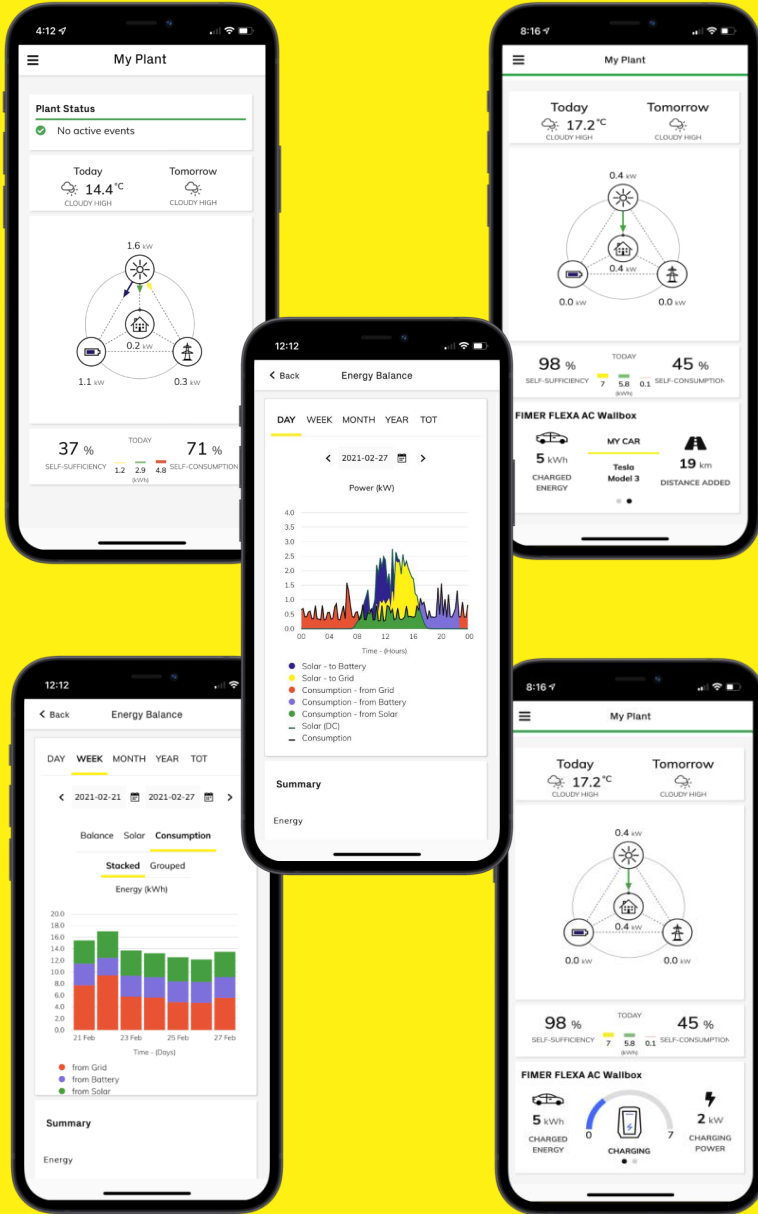 4:12
My Plant
Plant Status
No active events
Today Tomorrow
14.4°C
CLOUDY HIGH CLOUDY HIGH
1.6 kW
0.2 kW
1.1 kW 0.3 kW
37 % TODAY 71 %
SELF-SUFFICIENCY 1.2 2.9 4.8 SELF-CONSUMPTION
(kWh)
8:16
My Plant
Today Tomorrow
17.2°C
CLOUDY HIGH CLOUDY HIGH
0.4 kW
0.4 kW
0.0 kW 0.0 kW
98 % TODAY 45 %
SELF-SUFFICIENCY 7 5.8 0.1 SELF-CONSUMPTION
(kWh)
FIMER FLEXA AC Wallbox
MY CAR
5 kWh Tesla 19 km
CHARGED Model 3 DISTANCE ADDED
ENERGY
12:12
Back Energy Balance
DAY WEEK MONTH YEAR TOT
2021-02-27
Power (kW)
4.0
3.5
3.0
2.5
2.0
1.5
1.0
0.5
0.0
00 04 08 12 16 20 00
Time - (Hours)
Solar - to Battery
Solar - to Grid
Consumption - from Grid
Consumption - from Battery
Consumption - from Solar
Solar (DC)
Consumption
Summary
Energy
12:12
Back Energy Balance
DAY WEEK MONTH YEAR TOT
2021-02-21 2021-02-27
Balance Solar Consumption
Stacked Grouped
Energy (kWh)
20.0
18.0
16.0
14.0
12.0
10.0
8.0
6.0
4.0
2.0
0.0
21 Feb 23 Feb 25 Feb 27 Feb
Time - (Days)
from Grid
from Battery
from Solar
Summary
Energy
8:16
My Plant
Today Tomorrow
17.2°C
CLOUDY HIGH CLOUDY HIGH
0.4 kW
0.4 kW
0.0 kW 0.0 kW
98 % TODAY 45 %
SELF-SUFFICIENCY 7 5.8 0.1 SELF-CONSUMPTION
(kWh)
FIMER FLEXA AC Wallbox
5 kWh 0 7 2 kW
CHARGED CHARGING CHARGING
ENERGY POWER